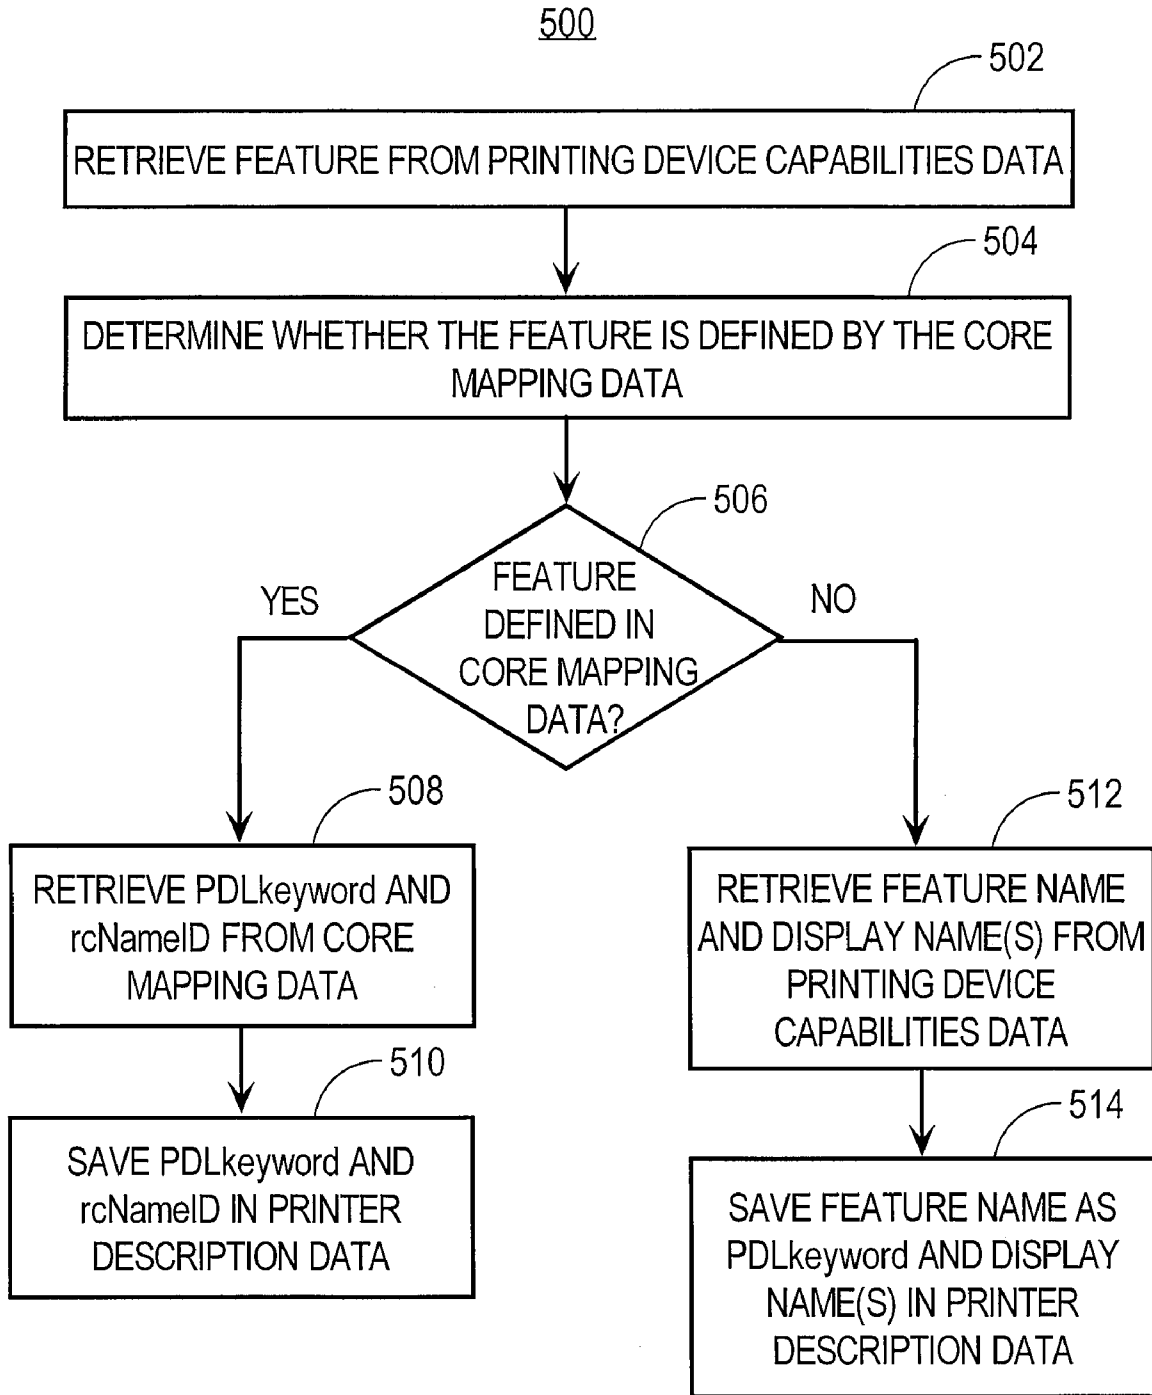 500
502
RETRIEVE FEATURE FROM PRINTING DEVICE CAPABILITIES DATA
504
DETERMINE WHETHER THE FEATURE IS DEFINED BY THE CORE
MAPPING DATA
506
FEATURE
DEFINED IN
CORE MAPPING
DATA?
YES
NO
508
RETRIEVE PDLkeyword AND
rcNameID FROM CORE
MAPPING DATA
510
SAVE PDLkeyword AND
rcNameID IN PRINTER
DESCRIPTION DATA
512
RETRIEVE FEATURE NAME
AND DISPLAY NAME(S) FROM
PRINTING DEVICE
CAPABILITIES DATA
514
SAVE FEATURE NAME AS
PDLkeyword AND DISPLAY
NAME(S) IN PRINTER
DESCRIPTION DATA